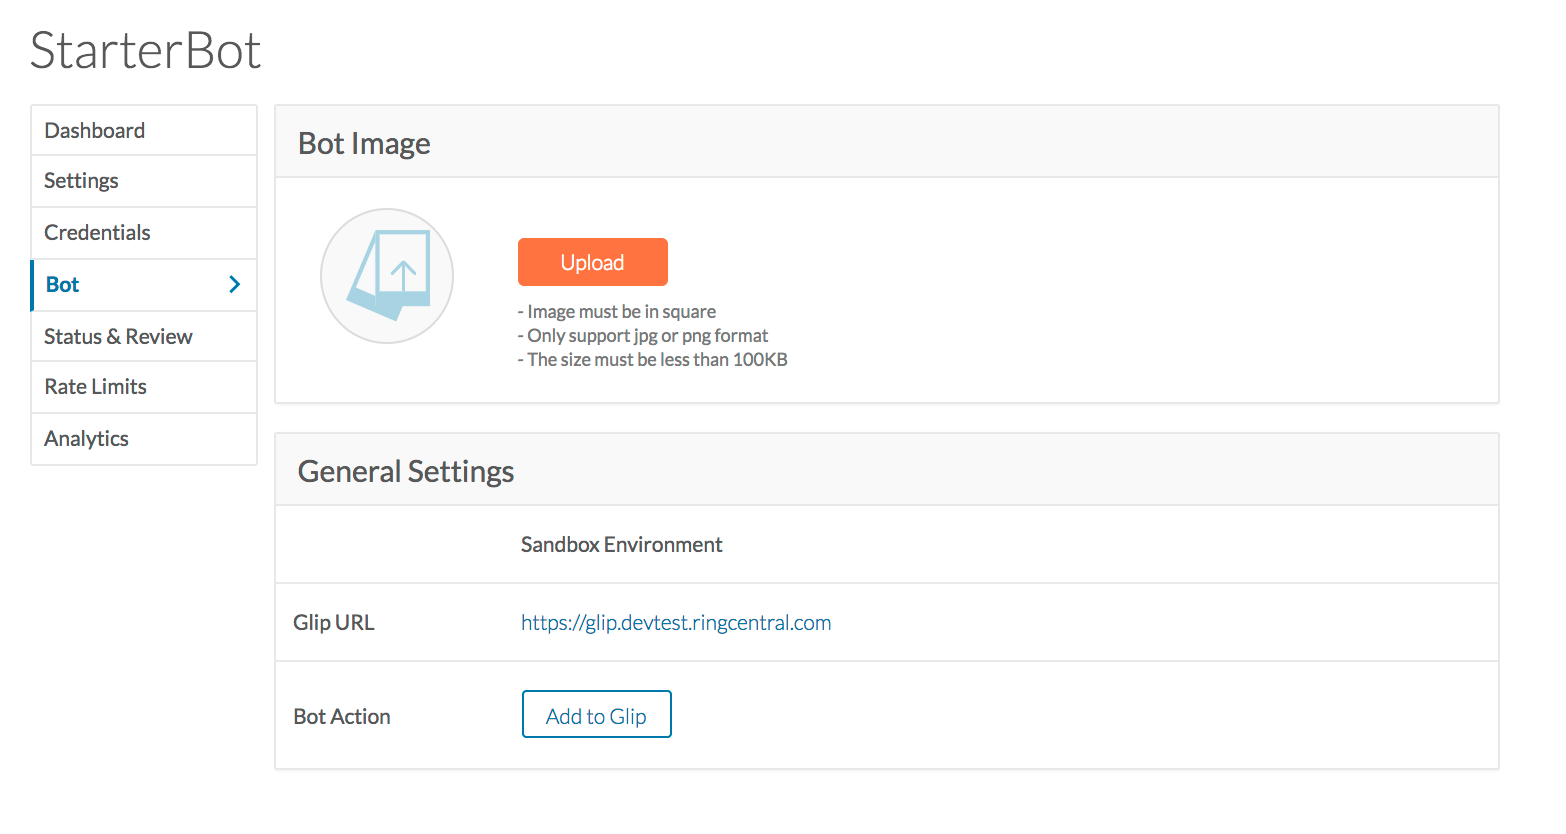 StarterBot
Dashboard
Settings
Credentials
Bot
Status & Review
Rate Limits
Analytics
Bot Image
Upload
- Image must be in square
- Only support jpg or png format
- The size must be less than 100KB
General Settings
Sandbox Environment
Glip URL
https://glip.devtest.ringcentral.com
Bot Action
Add to Glip